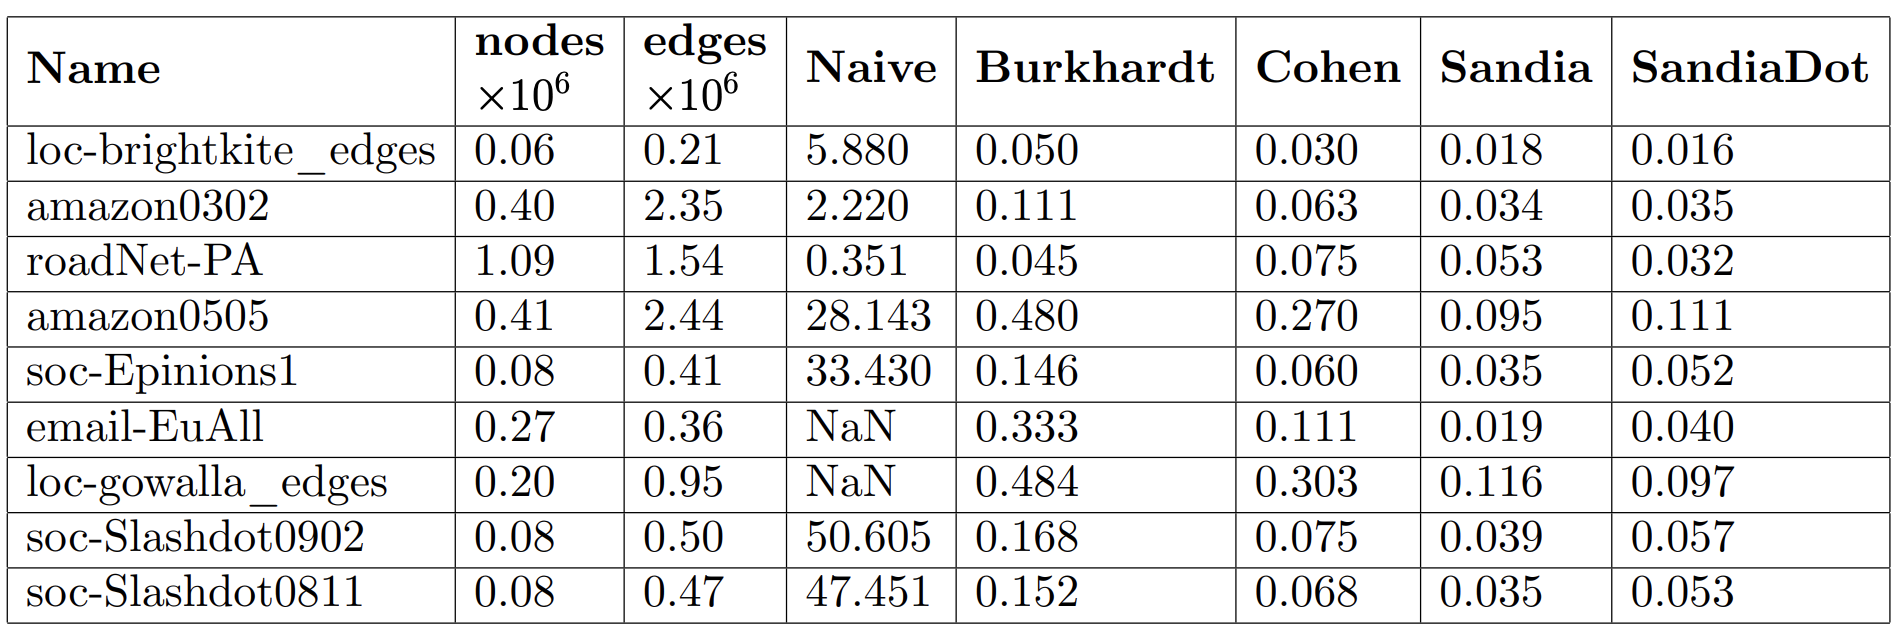 Name nodes ×10⁶ edges ×10⁶ Naive Burkhardt Cohen Sandia SandiaDot
loc-brightkite_edges 0.06 0.21 5.880 0.050 0.030 0.018 0.016
amazon0302 0.40 2.35 2.220 0.111 0.063 0.034 0.035
roadNet-PA 1.09 1.54 0.351 0.045 0.075 0.053 0.032
amazon0505 0.41 2.44 28.143 0.480 0.270 0.095 0.111
soc-Epinions1 0.08 0.41 33.430 0.146 0.060 0.035 0.052
email-EuAll 0.27 0.36 NaN 0.333 0.111 0.019 0.040
loc-gowalla_edges 0.20 0.95 NaN 0.484 0.303 0.116 0.097
soc-Slashdot0902 0.08 0.50 50.605 0.168 0.075 0.039 0.057
soc-Slashdot0811 0.08 0.47 47.451 0.152 0.068 0.035 0.053